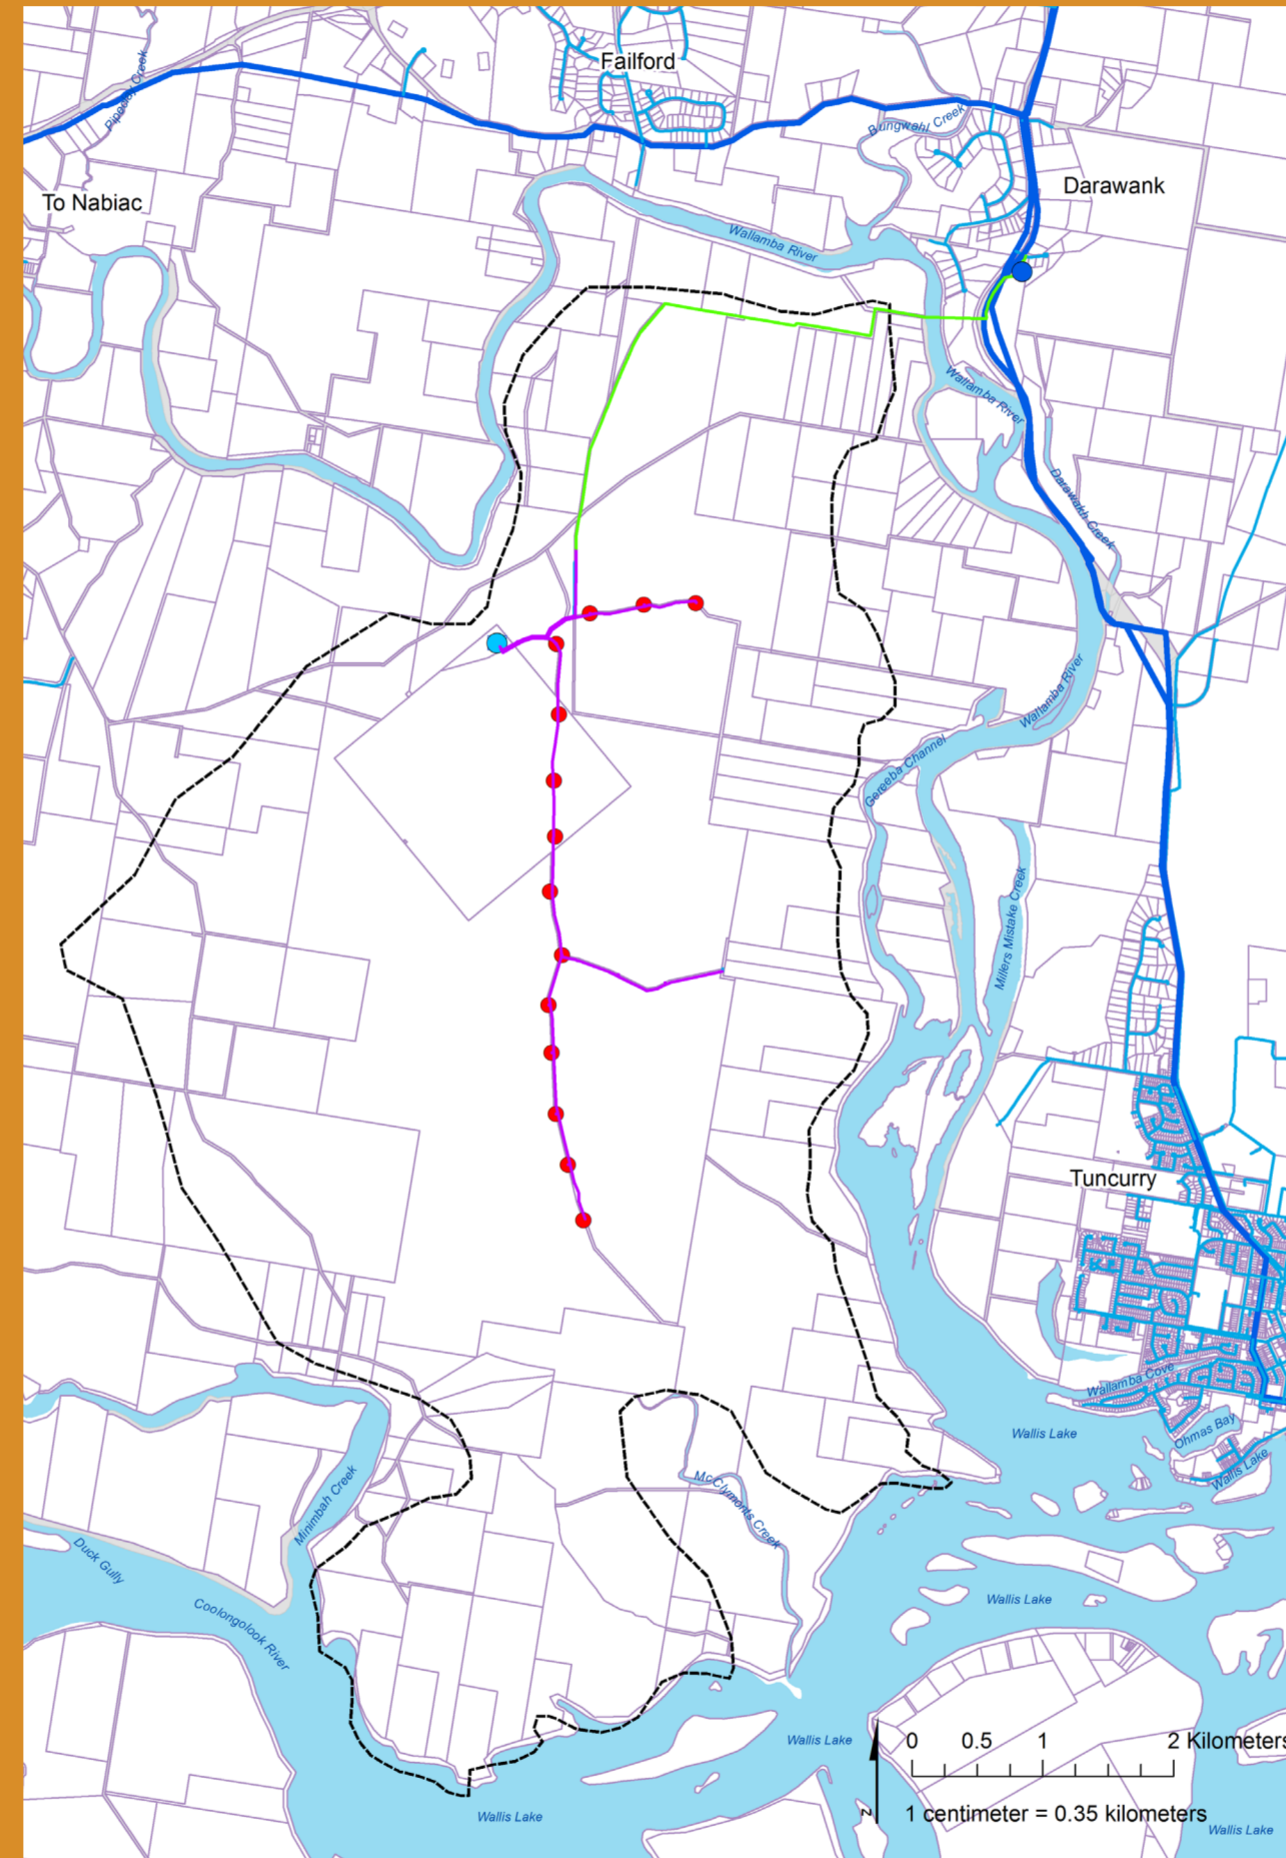 Failford
Pipeclay Creek
Bungwahl Creek
Darawank
To Nabiac
Wallamba River
Wallamba River
Darawakh Creek
Wallamba River
Gereeba Channel
Millers Mistake Creek
Tuncurry
Wallamba Cove
Ohmas Bay
Wallis Lake
Wallis Lake
McClymonts Creek
Minimbah Creek
Duck Gully
Coolongolook River
Wallis Lake
Wallis Lake
0 0.5 1 2 Kilometers
z
1 centimeter = 0.35 kilometers
Wallis Lake
Wallis Lake